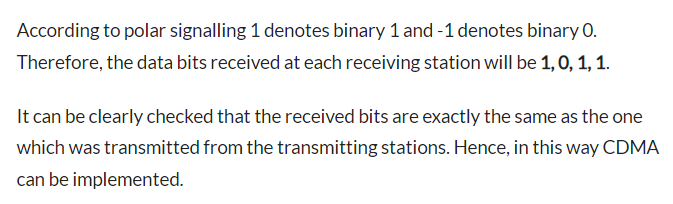 According to polar signalling 1 denotes binary 1 and -1 denotes binary 0.
Therefore, the data bits received at each receiving station will be 1, 0, 1, 1.
It can be clearly checked that the received bits are exactly the same as the one
which was transmitted from the transmitting stations. Hence, in this way CDMA
can be implemented.